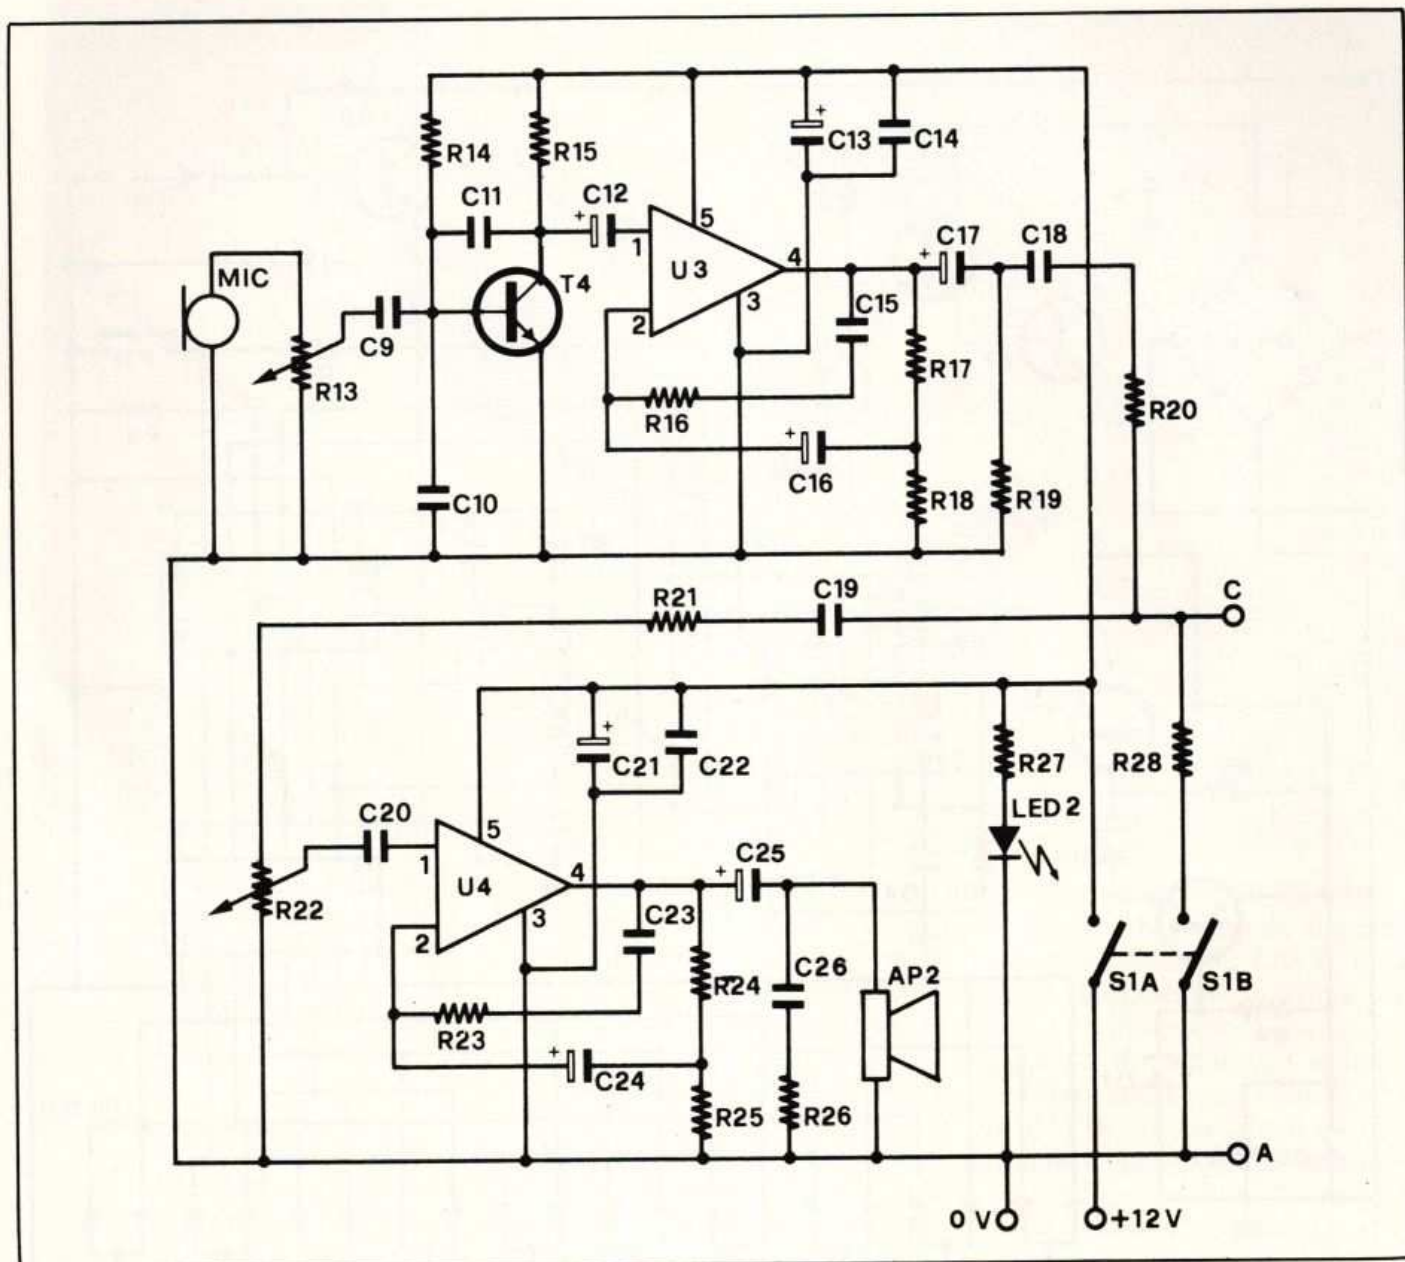 R14
R15
C13
C14
C11
C12
+
+
MIC
1
5
U3
4
3
2
T4
C9
R13
C15
+
C17
C18
R17
R16
+
C16
R18
R19
R20
C10
R21
C19
C
+
C21
C22
R27
R28
LED 2
C20
1
5
U4
4
3
2
R22
C23
+
C25
R24
C26
AP2
S1A
S1B
R23
+
C24
R25
R26
A
0 V
+12 V